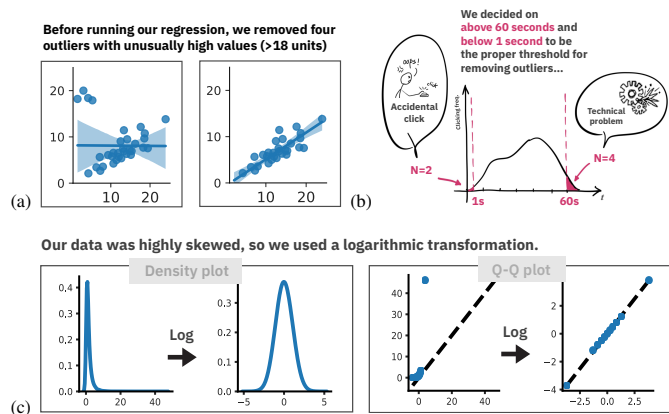 Before running our regression, we removed four
outliers with unusually high values (>18 units)
20
10
0
10
20
20
10
0
10
20
(a)
We decided on
above 60 seconds and
below 1 second to be
the proper threshold for
removing outliers...
oops!
click
Accidental
click
Technical
problem
Clicking freq.
N=2
N=4
1s
60s
t
(b)
Our data was highly skewed, so we used a logarithmic transformation.
Density plot
0.4
0.3
0.2
0.1
0.0
0
20
40
Log
0.3
0.2
0.1
0.0
−5
0
5
Q-Q plot
40
30
20
10
0
0
20
40
Log
2
0
−2
−4
−2.5
0.0
2.5
(c)